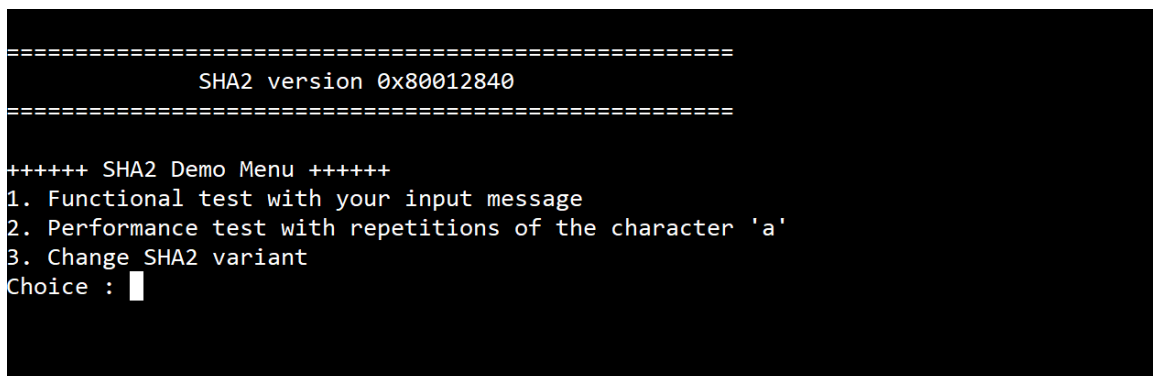 =====================================================
SHA2 version 0x80012840
=====================================================
++++++ SHA2 Demo Menu ++++++
1. Functional test with your input message
2. Performance test with repetitions of the character 'a'
3. Change SHA2 variant
Choice :